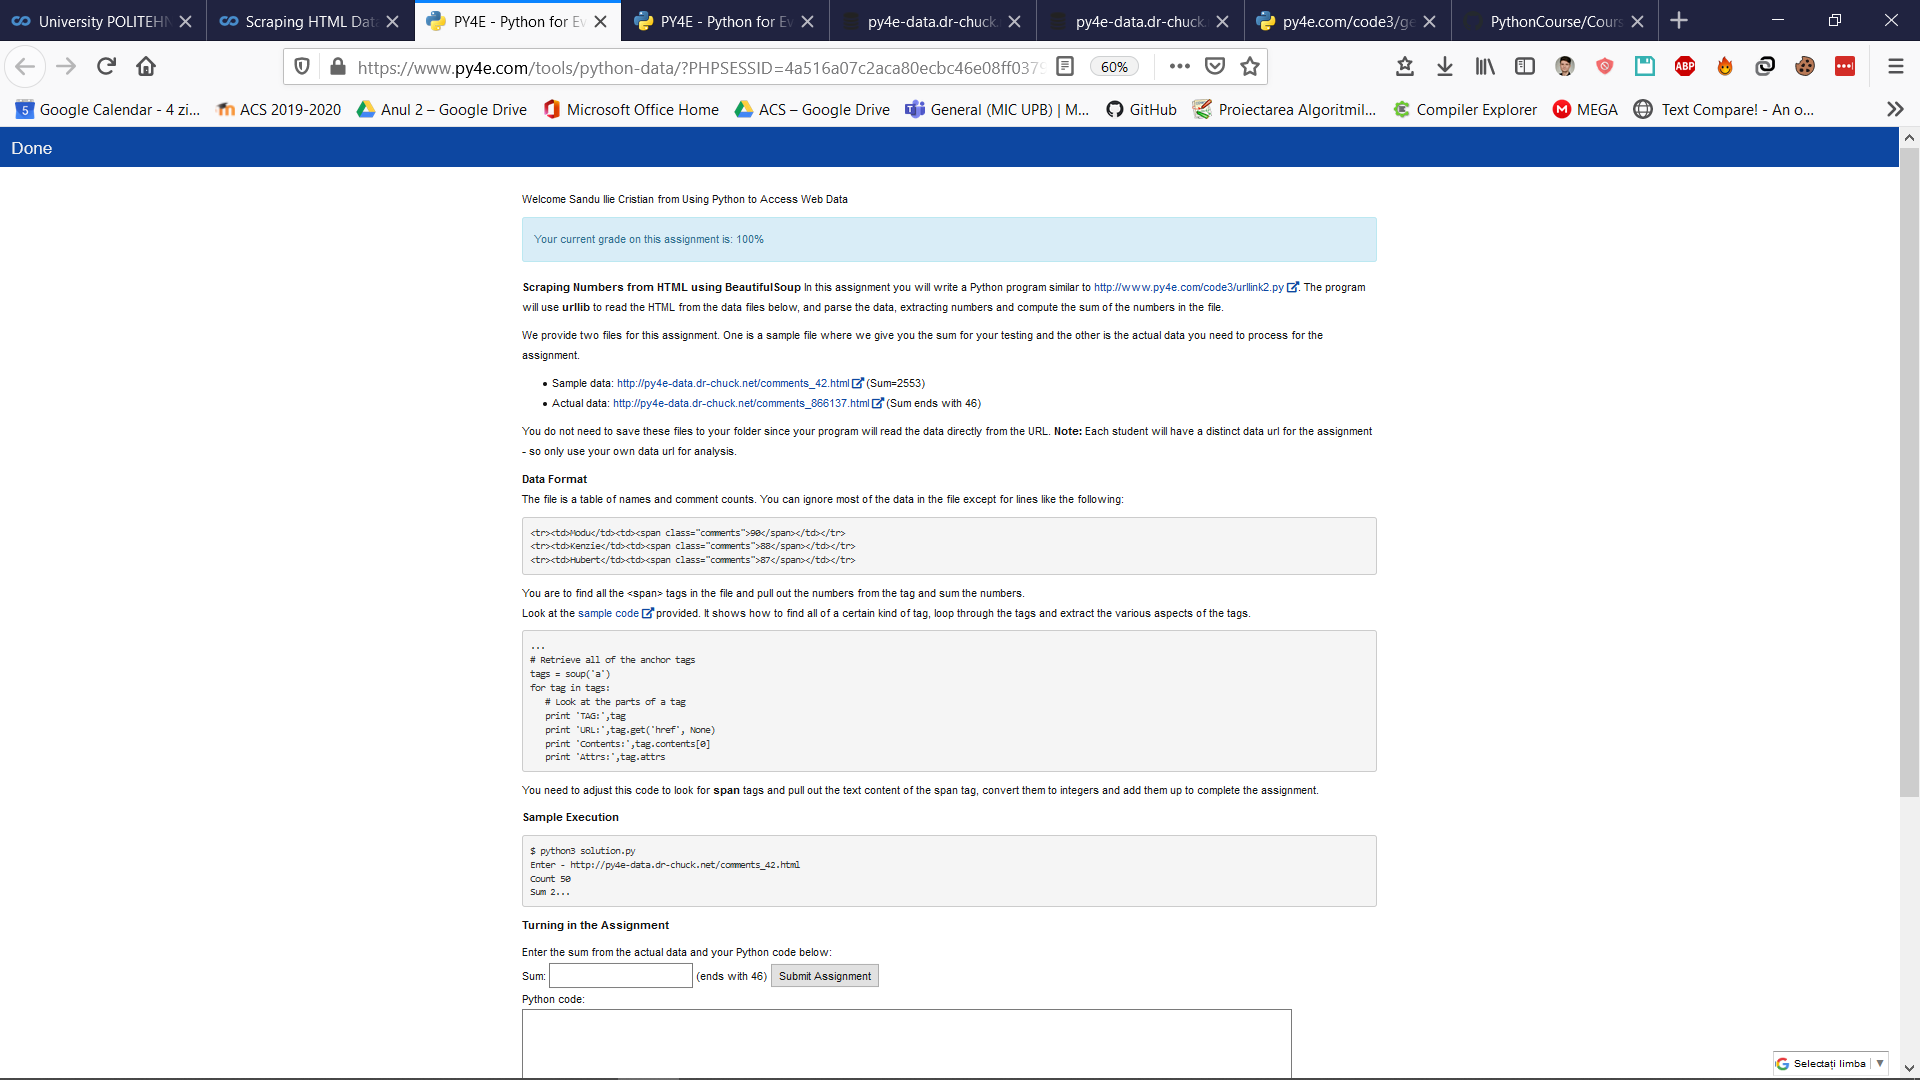 University POLITEHN
Scraping HTML Data
PY4E - Python for Ev
PY4E - Python for Ev
py4e-data.dr-chuck.
py4e-data.dr-chuck.
py4e.com/code3/ge
PythonCourse/Cours
https://www.py4e.com/tools/python-data/?PHPSESSID=4a516a07c2aca80ecbc46e08ff0379
60%
ABP
5 Google Calendar - 4 zi...
ACS 2019-2020
Anul 2 – Google Drive
Microsoft Office Home
ACS – Google Drive
General (MIC UPB) | M...
GitHub
Proiectarea Algoritmil...
Compiler Explorer
MEGA
Text Compare! - An o...
Done
Welcome Sandu Ilie Cristian from Using Python to Access Web Data
Your current grade on this assignment is: 100%
Scraping Numbers from HTML using BeautifulSoup In this assignment you will write a Python program similar to http://www.py4e.com/code3/urllink2.py. The program
will use urllib to read the HTML from the data files below, and parse the data, extracting numbers and compute the sum of the numbers in the file.
We provide two files for this assignment. One is a sample file where we give you the sum for your testing and the other is the actual data you need to process for the
assignment.
• Sample data: http://py4e-data.dr-chuck.net/comments_42.html (Sum=2553)
• Actual data: http://py4e-data.dr-chuck.net/comments_866137.html (Sum ends with 46)
You do not need to save these files to your folder since your program will read the data directly from the URL. Note: Each student will have a distinct data url for the assignment
- so only use your own data url for analysis.
Data Format
The file is a table of names and comment counts. You can ignore most of the data in the file except for lines like the following:
<tr><td>Modu</td><td><span class="comments">90</span></td></tr>
<tr><td>Kenzie</td><td><span class="comments">88</span></td></tr>
<tr><td>Hubert</td><td><span class="comments">87</span></td></tr>
You are to find all the <span> tags in the file and pull out the numbers from the tag and sum the numbers.
Look at the sample code provided. It shows how to find all of a certain kind of tag, loop through the tags and extract the various aspects of the tags.
...
# Retrieve all of the anchor tags
tags = soup('a')
for tag in tags:
# Look at the parts of a tag
print 'TAG:',tag
print 'URL:',tag.get('href', None)
print 'Contents:',tag.contents[0]
print 'Attrs:',tag.attrs
You need to adjust this code to look for span tags and pull out the text content of the span tag, convert them to integers and add them up to complete the assignment.
Sample Execution
$ python3 solution.py
Enter - http://py4e-data.dr-chuck.net/comments_42.html
Count 50
Sum 2...
Turning in the Assignment
Enter the sum from the actual data and your Python code below:
Sum: (ends with 46) Submit Assignment
Python code:
Selectați limba ▼